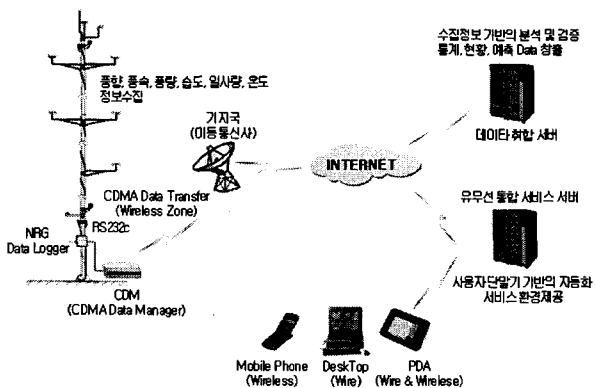 수집정보 기반의 분석 및 검증
통계, 현황, 예측 Data 창출
데이타 취합 서버
풍향, 풍속, 풍량, 습도, 일사량, 온도
정보수집
기지국
(이동통신사)
INTERNET
CDMA Data Transfer
(Wireless Zone)
RS232c
NRG
Data Logger
CDM
(CDMA Data Manager)
유무선 통합 서비스 서버
사용자 단말기 기반의 자동화
서비스 환경제공
Mobile Phone
(Wireless)
DeskTop
(Wire)
PDA
(Wire & Wirelese)